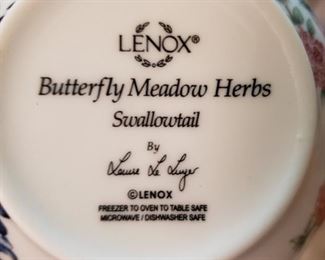 LENOX®
Butterfly Meadow Herbs
Swallowtail
By
Louise Le Luyer
©LENOX
FREEZER TO OVEN TO TABLE SAFE
MICROWAVE / DISHWASHER SAFE